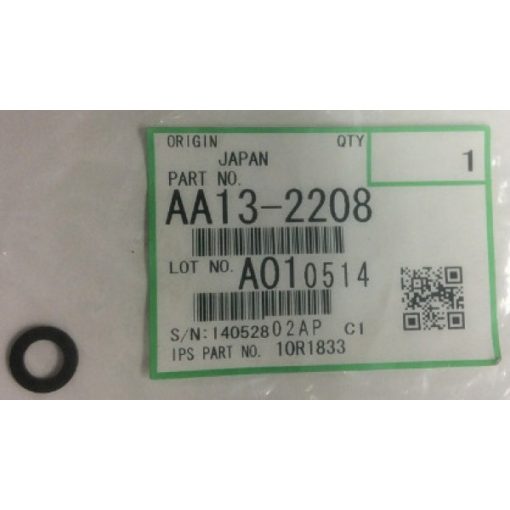 ORIGIN QTY
JAPAN 1
PART NO.
AA13-2208
LOT NO. A010514
S/N:14052802AP C1
IPS PART NO. 10R1833